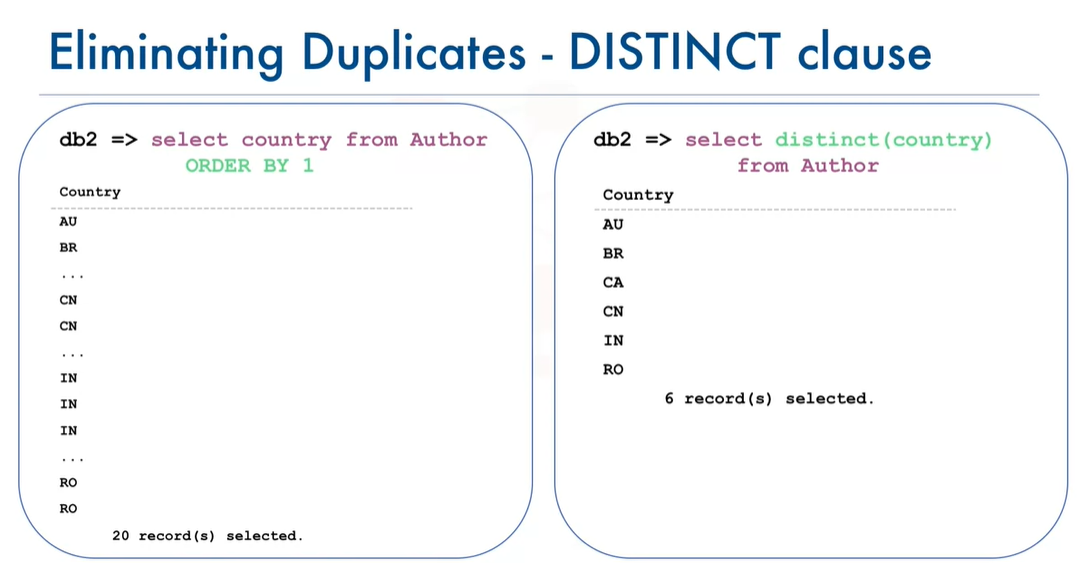 Eliminating Duplicates - DISTINCT clause
db2 => select country from Author
ORDER BY 1
Country
AU
BR
...
CN
CN
...
IN
IN
IN
...
RO
RO
20 record(s) selected.
db2 => select distinct(country)
from Author
Country
AU
BR
CA
CN
IN
RO
6 record(s) selected.